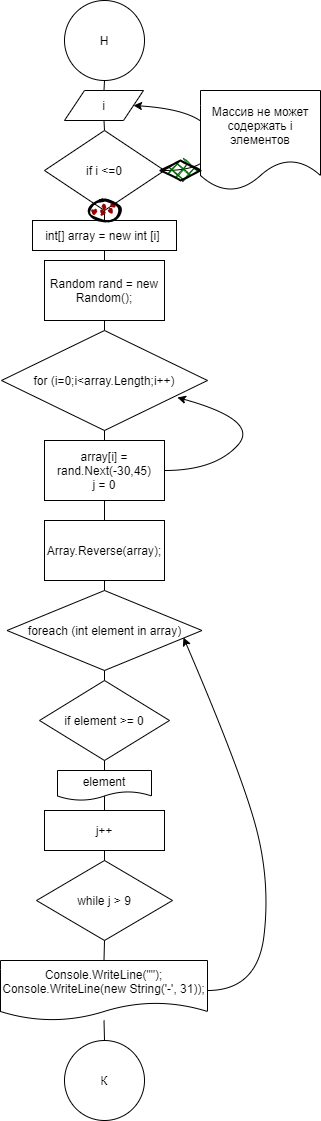 Н
i
Массив не может
содержать i
элементов
if i <=0
int[] array = new int [i]
Random rand = new
Random();
for (i=0;i<array.Length;i++)
array[i] =
rand.Next(-30,45)
j = 0
Array.Reverse(array);
foreach (int element in array)
if element >= 0
element
j++
while j > 9
Console.WriteLine("");
Console.WriteLine(new String('-', 31));
К